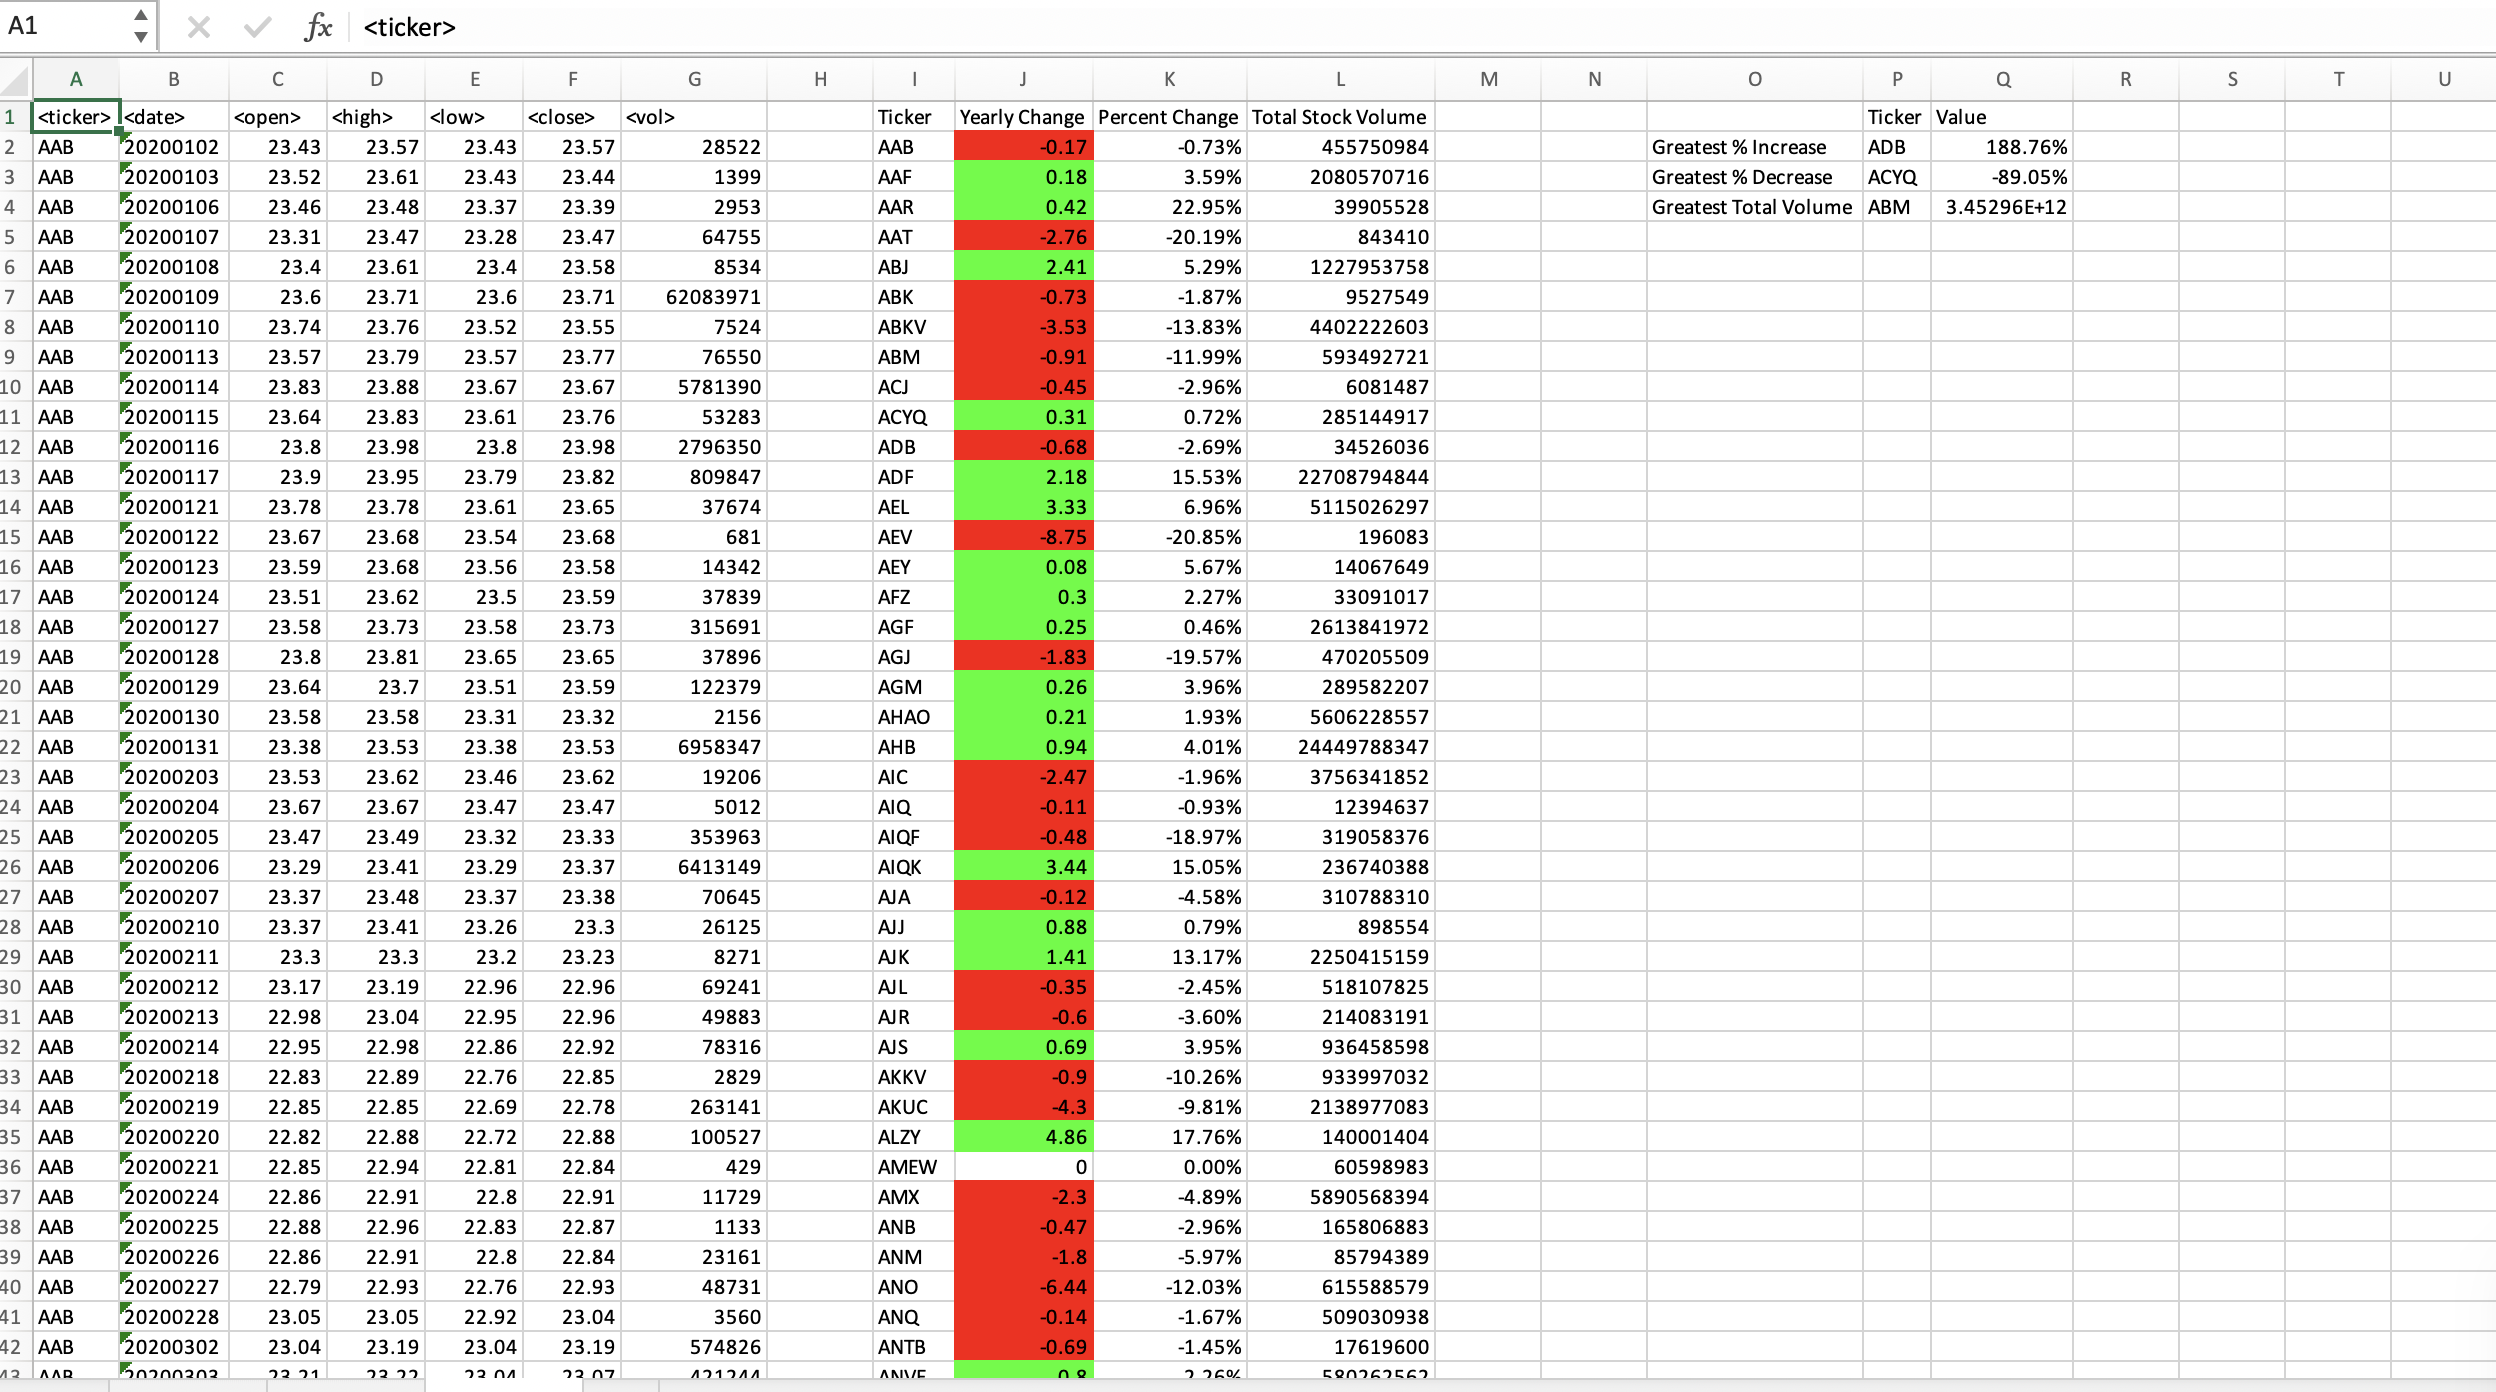 A1 fx <ticker>
A B C D E F G H I J K L M N O P Q R S T U
1 <ticker> <date> <open> <high> <low> <close> <vol> Ticker Yearly Change Percent Change Total Stock Volume Ticker Value
2 AAB 20200102 23.43 23.57 23.43 23.57 28522 AAB -0.17 -0.73% 455750984 Greatest % Increase ADB 188.76%
3 AAB 20200103 23.52 23.61 23.43 23.44 1399 AAF 0.18 3.59% 2080570716 Greatest % Decrease ACYQ -89.05%
4 AAB 20200106 23.46 23.48 23.37 23.39 2953 AAR 0.42 22.95% 39905528 Greatest Total Volume ABM 3.45296E+12
5 AAB 20200107 23.31 23.47 23.28 23.47 64755 AAT -2.76 -20.19% 843410
6 AAB 20200108 23.4 23.61 23.4 23.58 8534 ABJ 2.41 5.29% 1227953758
7 AAB 20200109 23.6 23.71 23.6 23.71 62083971 ABK -0.73 -1.87% 9527549
8 AAB 20200110 23.74 23.76 23.52 23.55 7524 ABKV -3.53 -13.83% 4402222603
9 AAB 20200113 23.57 23.79 23.57 23.77 76550 ABM -0.91 -11.99% 593492721
10 AAB 20200114 23.83 23.88 23.67 23.67 5781390 ACJ -0.45 -2.96% 6081487
11 AAB 20200115 23.64 23.83 23.61 23.76 53283 ACYQ 0.31 0.72% 285144917
12 AAB 20200116 23.8 23.98 23.8 23.98 2796350 ADB -0.68 -2.69% 34526036
13 AAB 20200117 23.9 23.95 23.79 23.82 809847 ADF 2.18 15.53% 22708794844
14 AAB 20200121 23.78 23.78 23.61 23.65 37674 AEL 3.33 6.96% 5115026297
15 AAB 20200122 23.67 23.68 23.54 23.68 681 AEV -8.75 -20.85% 196083
16 AAB 20200123 23.59 23.68 23.56 23.58 14342 AEY 0.08 5.67% 14067649
17 AAB 20200124 23.51 23.62 23.5 23.59 37839 AFZ 0.3 2.27% 33091017
18 AAB 20200127 23.58 23.73 23.58 23.73 315691 AGF 0.25 0.46% 2613841972
19 AAB 20200128 23.8 23.81 23.65 23.65 37896 AGJ -1.83 -19.57% 470205509
20 AAB 20200129 23.64 23.7 23.51 23.59 122379 AGM 0.26 3.96% 289582207
21 AAB 20200130 23.58 23.58 23.31 23.32 2156 AHAO 0.21 1.93% 5606228557
22 AAB 20200131 23.38 23.53 23.38 23.53 6958347 AHB 0.94 4.01% 24449788347
23 AAB 20200203 23.53 23.62 23.46 23.62 19206 AIC -2.47 -1.96% 3756341852
24 AAB 20200204 23.67 23.67 23.47 23.47 5012 AIQ -0.11 -0.93% 12394637
25 AAB 20200205 23.47 23.49 23.32 23.33 353963 AIQF -0.48 -18.97% 319058376
26 AAB 20200206 23.29 23.41 23.29 23.37 6413149 AIQK 3.44 15.05% 236740388
27 AAB 20200207 23.37 23.48 23.37 23.38 70645 AJA -0.12 -4.58% 310788310
28 AAB 20200210 23.37 23.41 23.26 23.3 26125 AJJ 0.88 0.79% 898554
29 AAB 20200211 23.3 23.3 23.2 23.23 8271 AJK 1.41 13.17% 2250415159
30 AAB 20200212 23.17 23.19 22.96 22.96 69241 AJL -0.35 -2.45% 518107825
31 AAB 20200213 22.98 23.04 22.95 22.96 49883 AJR -0.6 -3.60% 214083191
32 AAB 20200214 22.95 22.98 22.86 22.92 78316 AJS 0.69 3.95% 936458598
33 AAB 20200218 22.83 22.89 22.76 22.85 2829 AKKV -0.9 -10.26% 933997032
34 AAB 20200219 22.85 22.85 22.69 22.78 263141 AKUC -4.3 -9.81% 2138977083
35 AAB 20200220 22.82 22.88 22.72 22.88 100527 ALZY 4.86 17.76% 140001404
36 AAB 20200221 22.85 22.94 22.81 22.84 429 AMEW 0 0.00% 60598983
37 AAB 20200224 22.86 22.91 22.8 22.91 11729 AMX -2.3 -4.89% 5890568394
38 AAB 20200225 22.88 22.96 22.83 22.87 1133 ANB -0.47 -2.96% 165806883
39 AAB 20200226 22.86 22.91 22.8 22.84 23161 ANM -1.8 -5.97% 85794389
40 AAB 20200227 22.79 22.93 22.76 22.93 48731 ANO -6.44 -12.03% 615588579
41 AAB 20200228 23.05 23.05 22.92 23.04 3560 ANQ -0.14 -1.67% 509030938
42 AAB 20200302 23.04 23.19 23.04 23.19 574826 ANTB -0.69 -1.45% 17619600
43 AAB 20200303 23.21 23.22 23.04 23.07 421244 0.8 2.26% 580262562